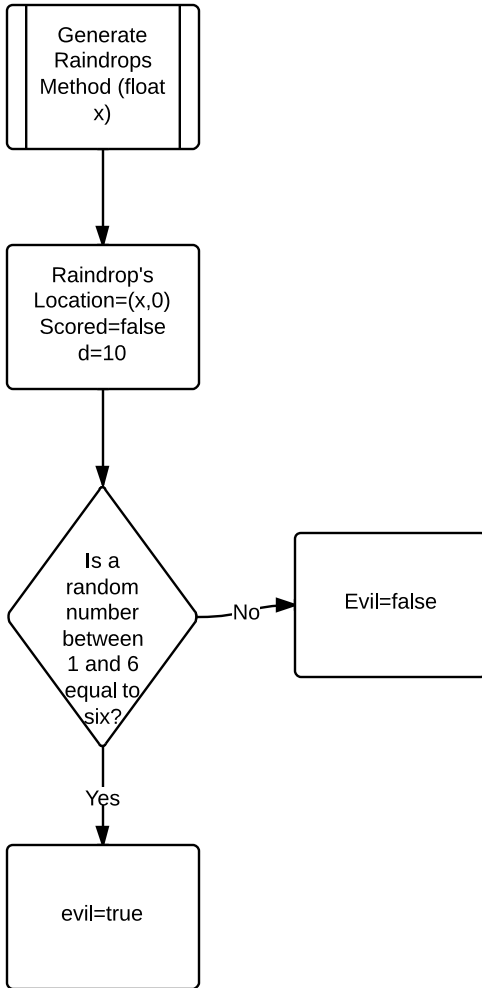 Generate
Raindrops
Method (float
x)
Raindrop's
Location=(x,0)
Scored=false
d=10
Is a
random
number
between
1 and 6
equal to
six?
No
Evil=false
Yes
evil=true